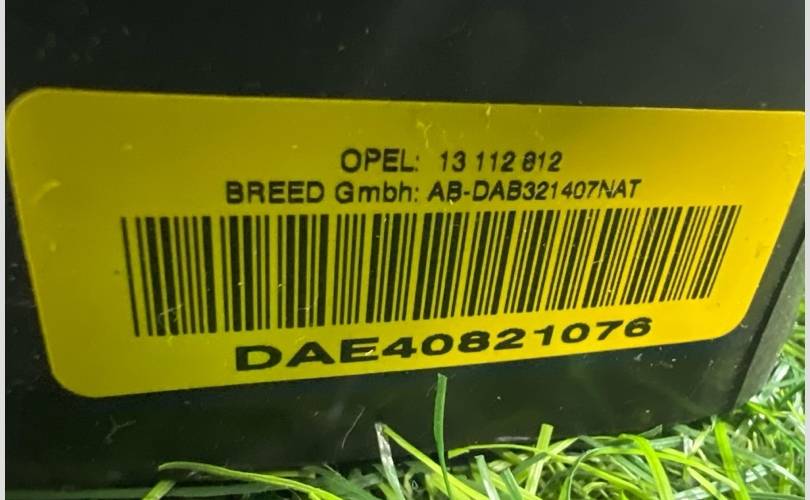 OPEL: 13 112 812
BREED Gmbh: AB-DAB321407NAT
DAE40821076